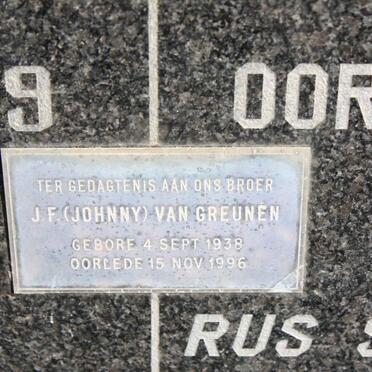 9 OOR
TER GEDAGTENIS AAN ONS BROER
J.F. (JOHNNY) VAN GREUNEN
GEBORE 4 SEPT 1938
OORLEDE 15 NOV 1996
RUS S